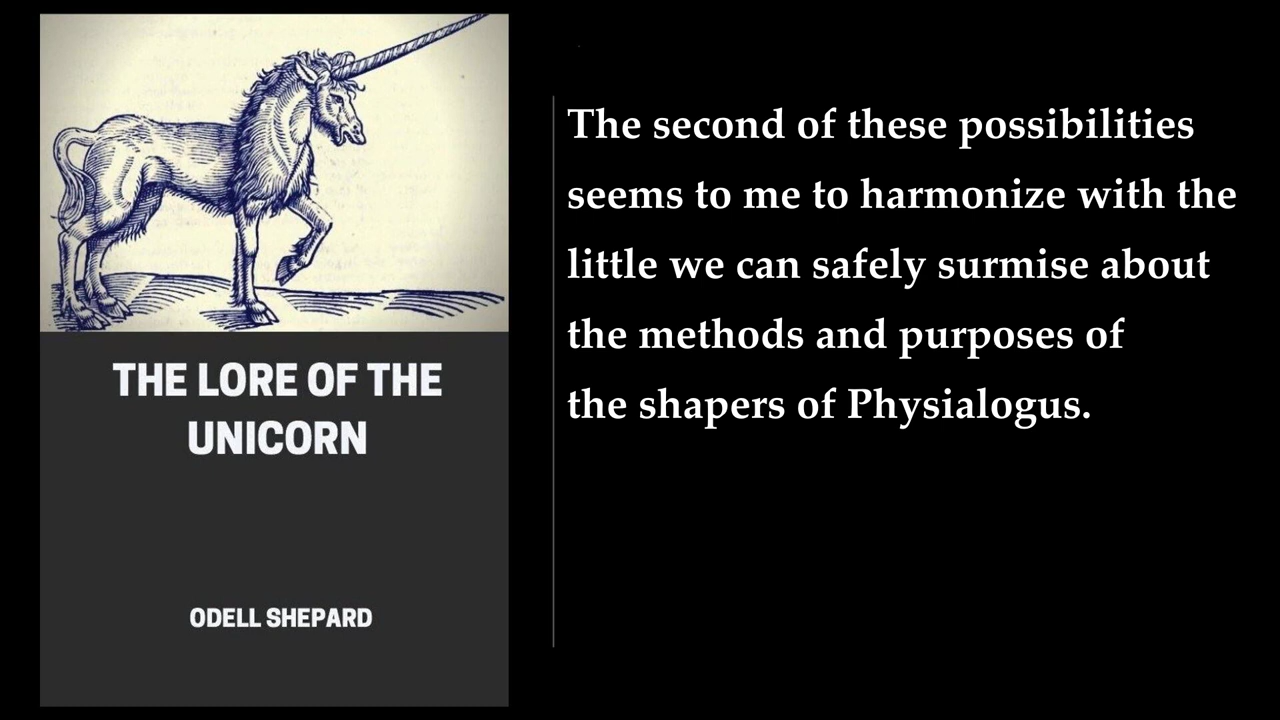 THE LORE OF THE
UNICORN
ODELL SHEPARD
The second of these possibilities
seems to me to harmonize with the
little we can safely surmise about
the methods and purposes of
the shapers of Physialogus.